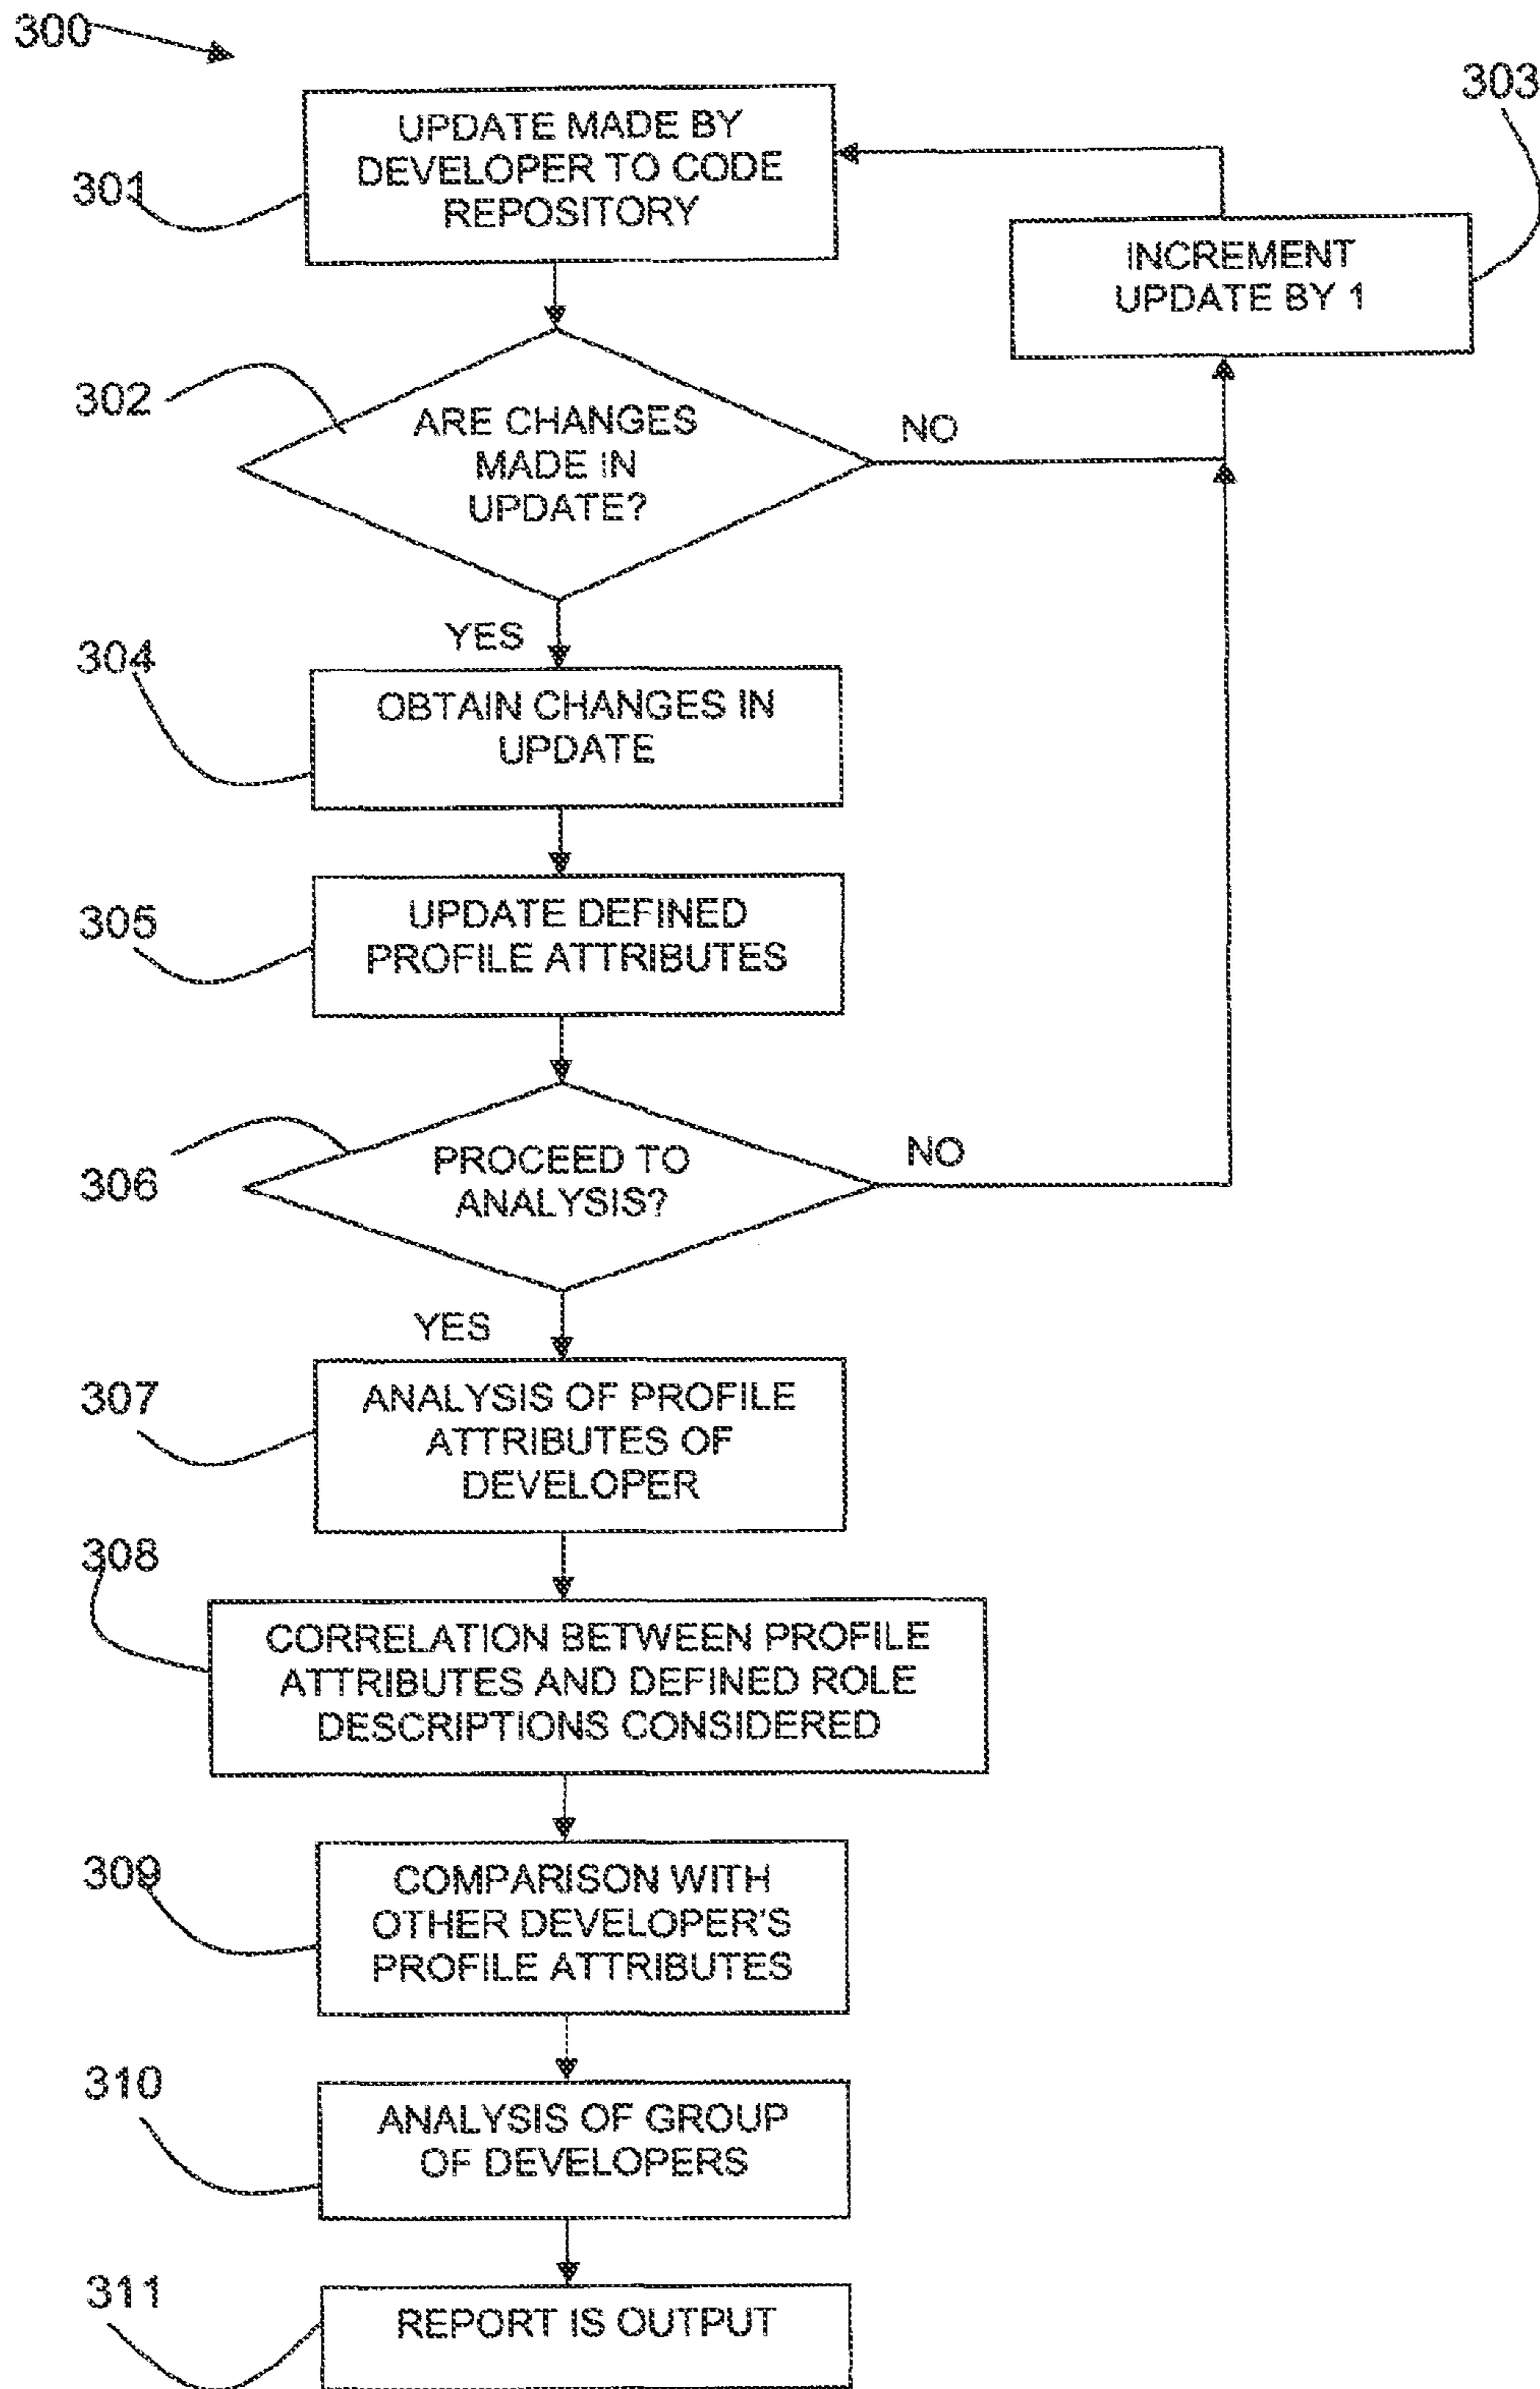 300
303
UPDATE MADE BY
DEVELOPER TO CODE
REPOSITORY
301
INCREMENT
UPDATE BY 1
302
ARE CHANGES
MADE IN
UPDATE?
NO
YES
304
OBTAIN CHANGES IN
UPDATE
305
UPDATE DEFINED
PROFILE ATTRIBUTES
306
PROCEED TO
ANALYSIS?
NO
YES
307
ANALYSIS OF PROFILE
ATTRIBUTES OF
DEVELOPER
308
CORRELATION BETWEEN PROFILE
ATTRIBUTES AND DEFINED ROLE
DESCRIPTIONS CONSIDERED
309
COMPARISON WITH
OTHER DEVELOPER'S
PROFILE ATTRIBUTES
310
ANALYSIS OF GROUP
OF DEVELOPERS
311
REPORT IS OUTPUT